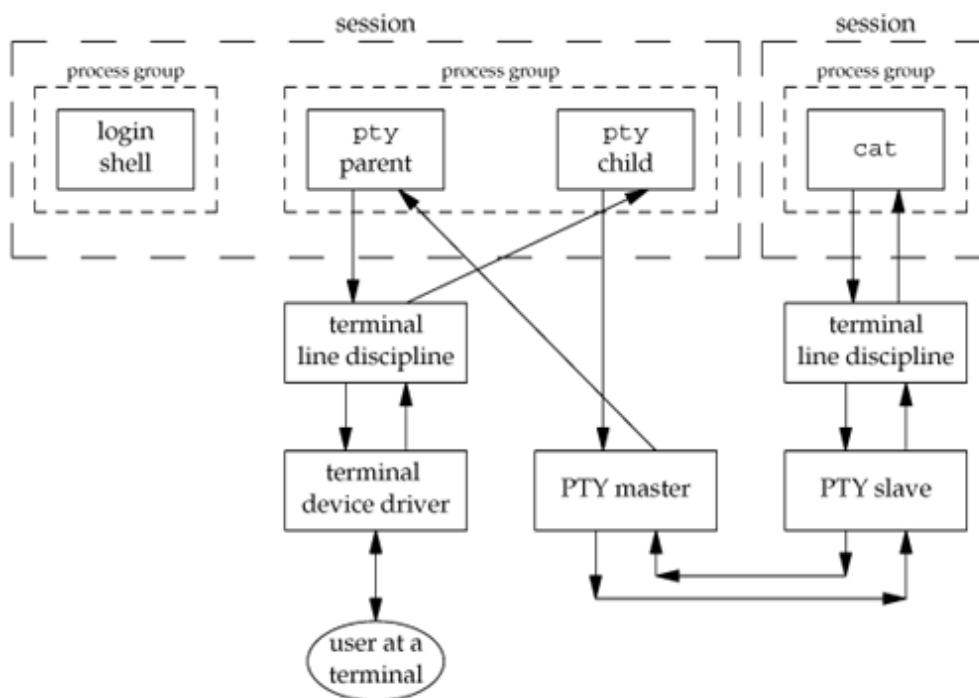 session
session
process group
process group
process group
login
shell
pty
parent
pty
child
cat
terminal
line discipline
terminal
line discipline
terminal
device driver
PTY master
PTY slave
user at a
terminal